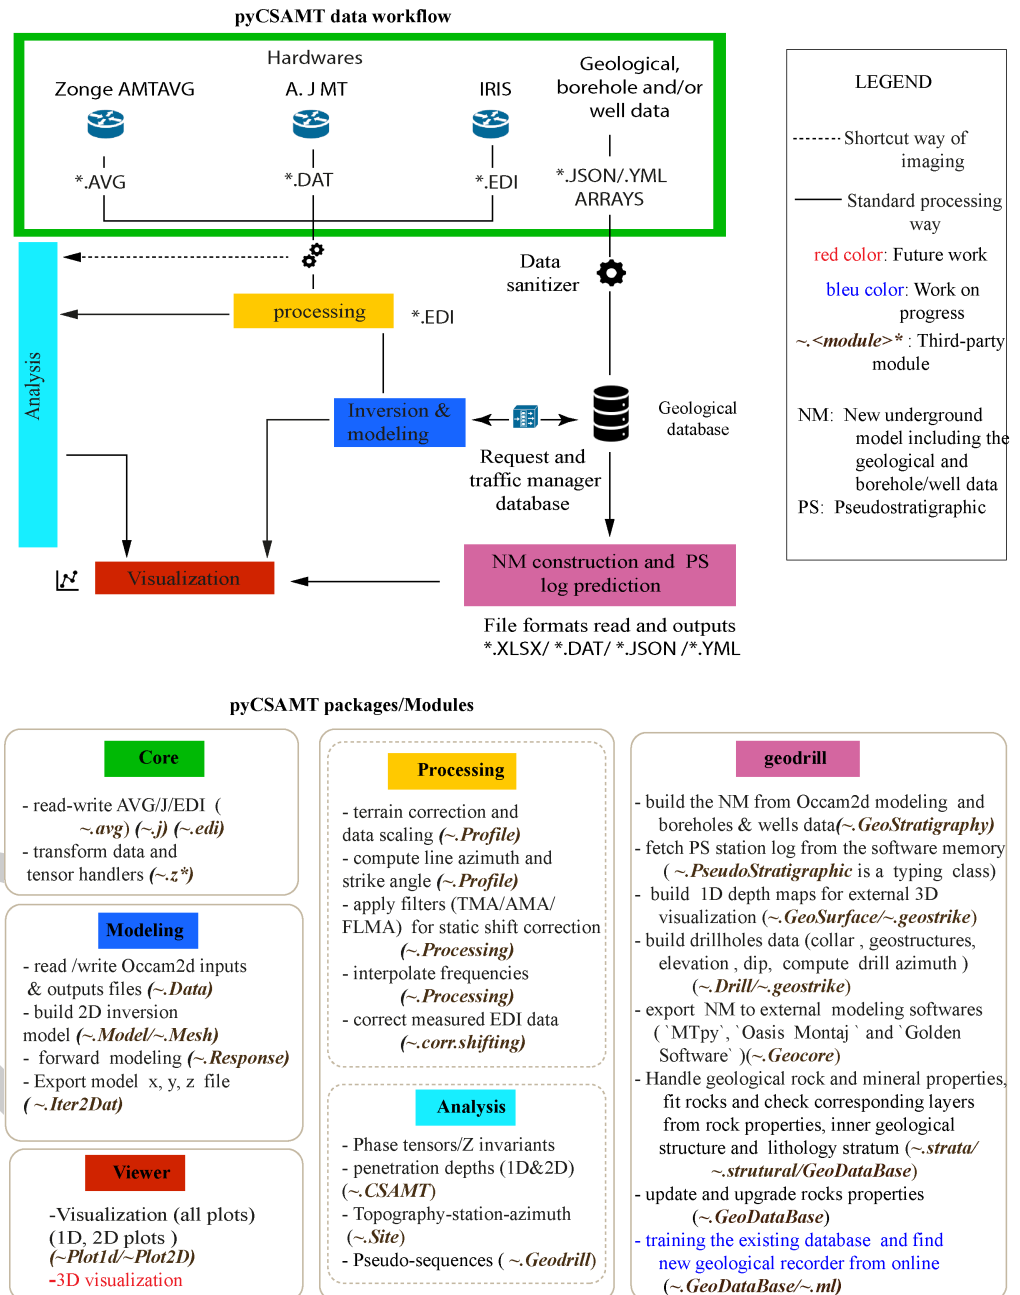 pyCSAMT data workflow
Hardwares
Zonge AMTAVG
A. J MT
IRIS
Geological,
borehole and/or
well data
*.AVG
*.DAT
*.EDI
*.JSON/.YML
ARRAYS
Data
sanitizer
processing
*.EDI
Analysis
Inversion &
modeling
Geological
database
Request and
traffic manager
database
Visualization
NM construction and PS
log prediction
File formats read and outputs
*.XLSX/ *.DAT/ *.JSON /*.YML
LEGEND
Shortcut way of
imaging
Standard processing
way
red color: Future work
bleu color: Work on
progress
~.<module>* : Third-party
module
NM: New underground
model including the
geological and
borehole/well data
PS: Pseudostratigraphic
pyCSAMT packages/Modules
Core
- read-write AVG/J/EDI (
~.avg) (~.j) (~.edi)
- transform data and
tensor handlers (~.z*)
Modeling
- read /write Occam2d inputs
& outputs files (~.Data)
- build 2D inversion
model (~.Model/~.Mesh)
- forward modeling (~.Response)
- Export model x, y, z file
( ~.Iter2Dat)
Viewer
-Visualization (all plots)
(1D, 2D plots )
(~Plot1d/~Plot2D)
-3D visualization
Processing
- terrain correction and
data scaling (~.Profile)
- compute line azimuth and
strike angle (~.Profile)
- apply filters (TMA/AMA/
FLMA) for static shift correction
(~.Processing)
- interpolate frequencies
(~.Processing)
- correct measured EDI data
(~.corr.shifting)
Analysis
- Phase tensors/Z invariants
- penetration depths (1D&2D)
(~.CSAMT)
- Topography-station-azimuth
(~.Site)
- Pseudo-sequences ( ~.Geodrill)
geodrill
- build the NM from Occam2d modeling and
boreholes & wells data(~.GeoStratigraphy)
- fetch PS station log from the software memory
( ~.PseudoStratigraphic is a typing class)
- build 1D depth maps for external 3D
visualization (~.GeoSurface/~.geostrike)
- build drillholes data (collar , geostructures,
elevation , dip, compute drill azimuth )
(~.Drill/~.geostrike)
- export NM to external modeling softwares
( `MTpy`, `Oasis Montaj ` and `Golden
Software` )(~.Geocore)
- Handle geological rock and mineral properties,
fit rocks and check corresponding layers
from rock properties, inner geological
structure and lithology stratum (~.strata/
~.strutural/GeoDataBase)
- update and upgrade rocks properties
(~.GeoDataBase)
- training the existing database and find
new geological recorder from online
(~.GeoDataBase/~.ml)